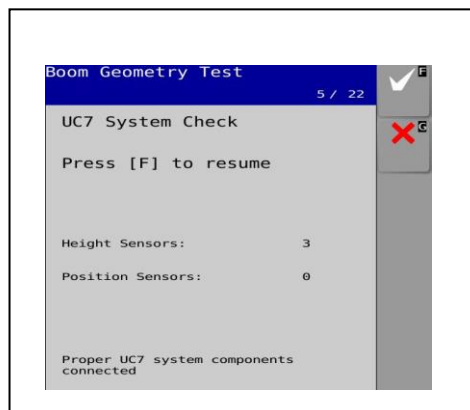 Boom Geometry Test
5/ 22
F
UC7 System Check
G
Press [F] to resume
Height Sensors: 3
Position Sensors: 0
Proper UC7 system components
connected